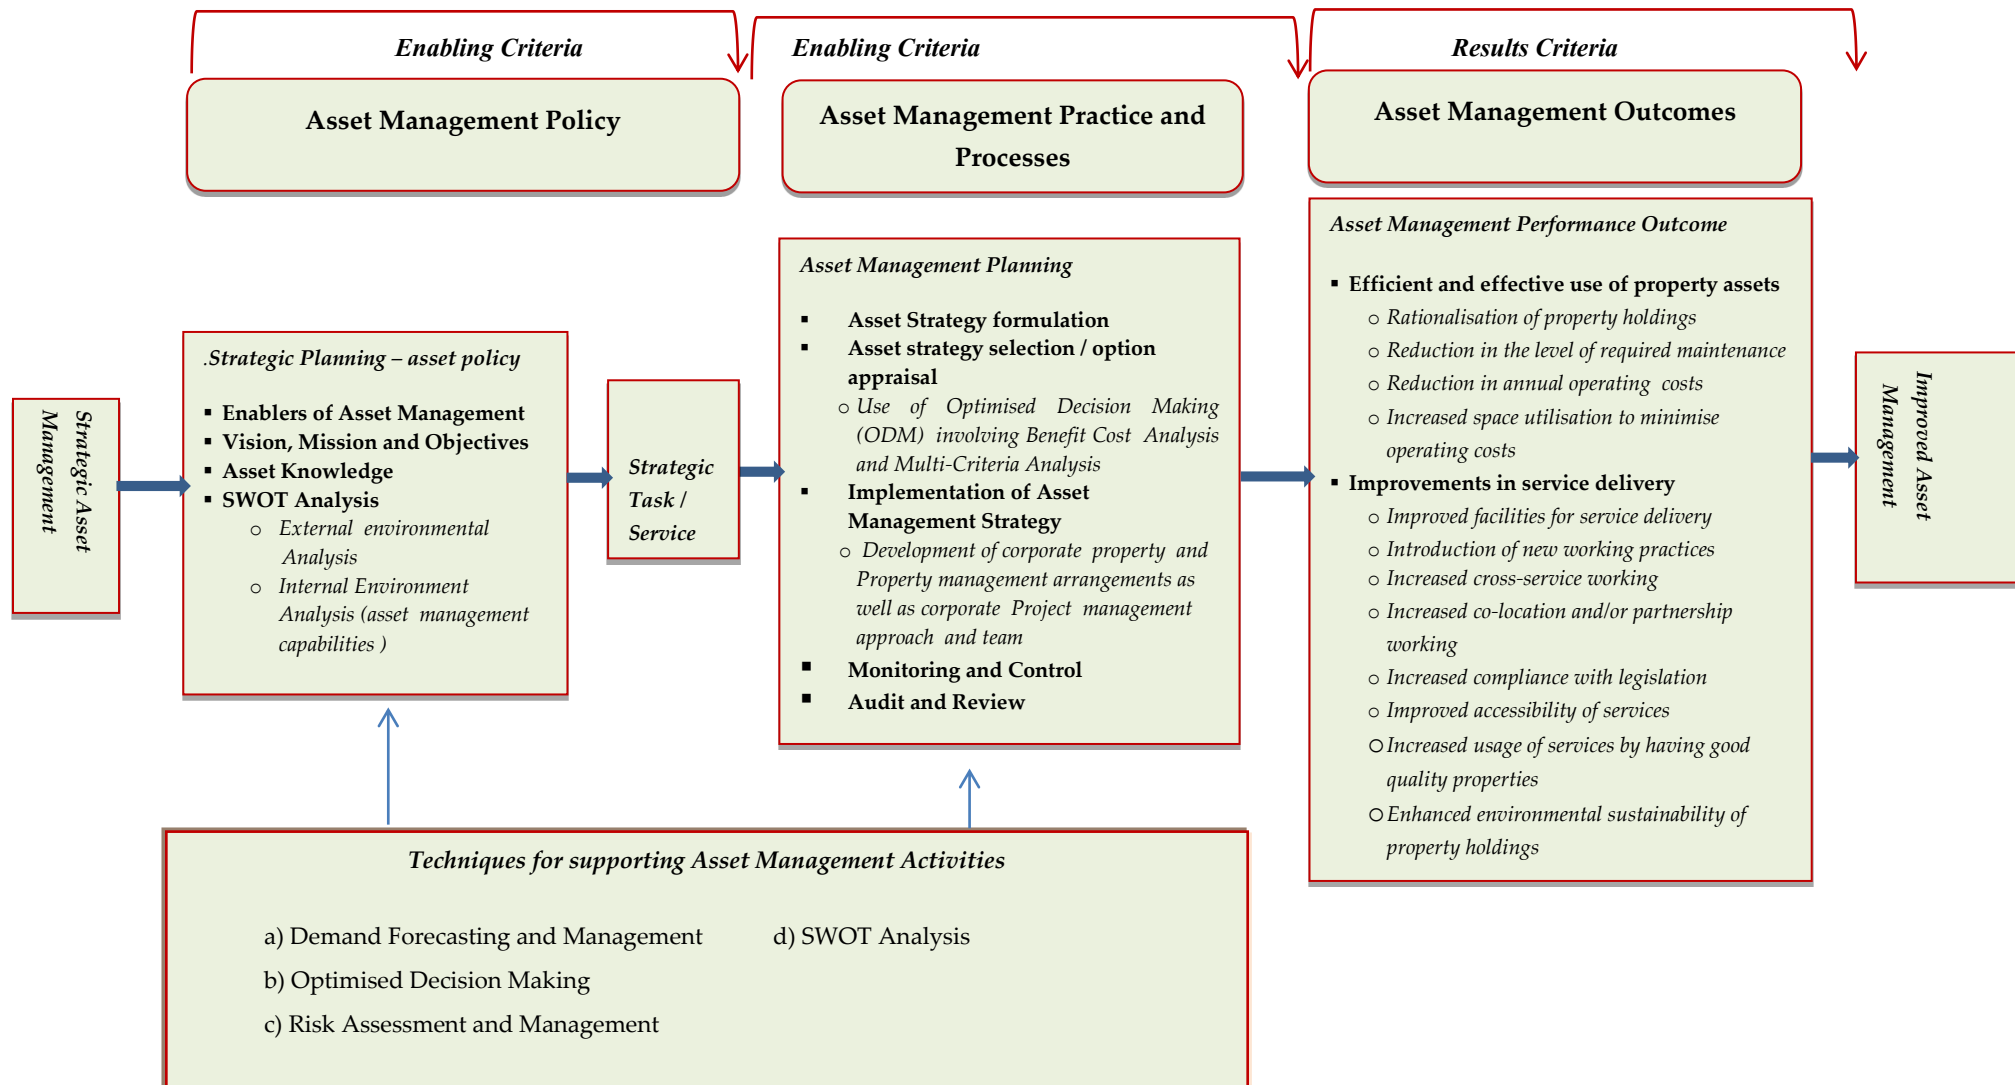 Enabling Criteria
Enabling Criteria
Results Criteria
Asset Management Policy
Asset Management Practice and
Processes
Asset Management Outcomes
Strategic Asset
Management
.Strategic Planning – asset policy
▪ Enablers of Asset Management
▪ Vision, Mission and Objectives
▪ Asset Knowledge
▪ SWOT Analysis
o External environmental
Analysis
o Internal Environment
Analysis (asset management
capabilities )
Strategic
Task /
Service
Asset Management Planning
▪ Asset Strategy formulation
▪ Asset strategy selection / option
appraisal
o Use of Optimised Decision Making
(ODM) involving Benefit Cost Analysis
and Multi-Criteria Analysis
▪ Implementation of Asset
Management Strategy
o Development of corporate property and
Property management arrangements as
well as corporate Project management
approach and team
▪ Monitoring and Control
▪ Audit and Review
Asset Management Performance Outcome
▪ Efficient and effective use of property assets
o Rationalisation of property holdings
o Reduction in the level of required maintenance
o Reduction in annual operating costs
o Increased space utilisation to minimise
operating costs
▪ Improvements in service delivery
o Improved facilities for service delivery
o Introduction of new working practices
o Increased cross-service working
o Increased co-location and/or partnership
working
o Increased compliance with legislation
o Improved accessibility of services
o Increased usage of services by having good
quality properties
o Enhanced environmental sustainability of
property holdings
Improved Asset
Management
Techniques for supporting Asset Management Activities
a) Demand Forecasting and Management
d) SWOT Analysis
b) Optimised Decision Making
c) Risk Assessment and Management